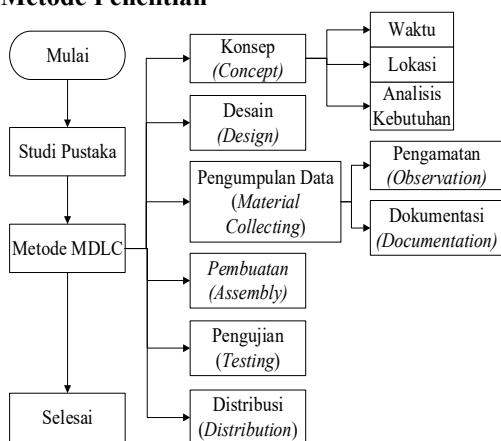 Metode Penelitian
Mulai
Studi Pustaka
Metode MDLC
Selesai
Konsep
(Concept)
Desain
(Design)
Pengumpulan Data
(Material
Collecting)
Pembuatan
(Assembly)
Pengujian
(Testing)
Distribusi
(Distribution)
Waktu
Lokasi
Analisis
Kebutuhan
Pengamatan
(Observation)
Dokumentasi
(Documentation)